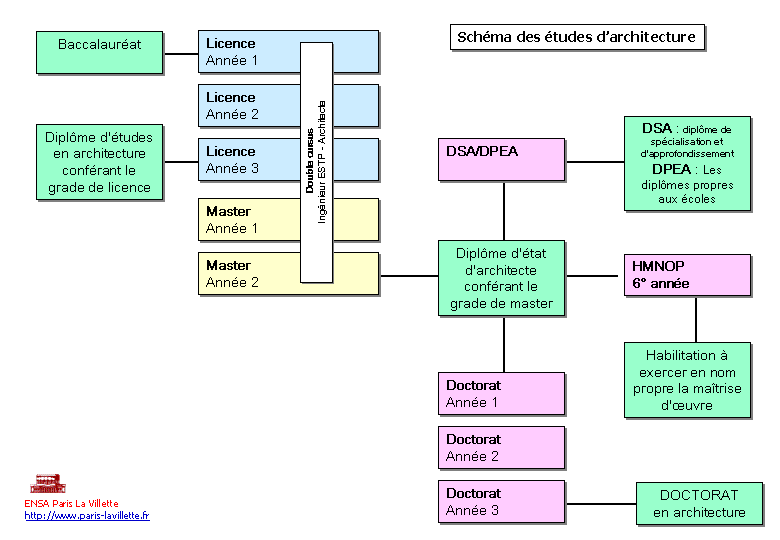 Schéma des études d'architecture
Baccalauréat
Licence
Année 1
Licence
Année 2
Diplôme d'études
en architecture
conférant le
grade de licence
Licence
Année 3
Master
Année 1
Master
Année 2
Double cursus
Ingénieur ESTP - Architecte
DSA/DPEA
DSA : diplôme de
spécialisation et
d'approfondissement
DPEA : Les
diplômes propres
aux écoles
Diplôme d'état
d'architecte
conférant le
grade de master
HMNOP
6° année
Habilitation à
exercer en nom
propre la maîtrise
d'œuvre
Doctorat
Année 1
Doctorat
Année 2
Doctorat
Année 3
DOCTORAT
en architecture
ENSA Paris La Villette
http://www.paris-lavillette.fr